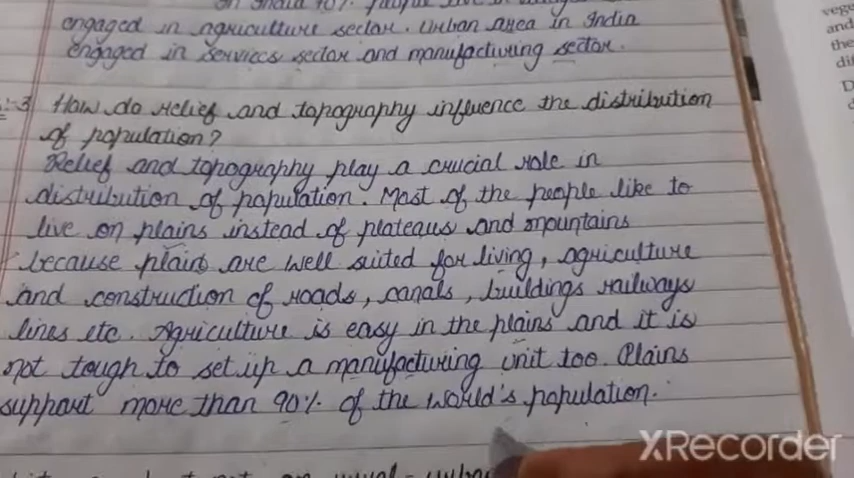 engaged in agriculture sector. Urban area in India
engaged in services sector and manufacturing sector.
3 How do relief and topography influence the distribution
of population?
Relief and topography play a crucial role in
distribution of population. Most of the people like to
live on plains instead of plateaus and mountains
because plains are well suited for living, agriculture
and construction of roads, canals, buildings railways
lines etc. Agriculture is easy in the plains and it is
not tough to set up a manufacturing unit too. Plains
support more than 90% of the world's population.
XRecorder
vege
and
the
dif
D